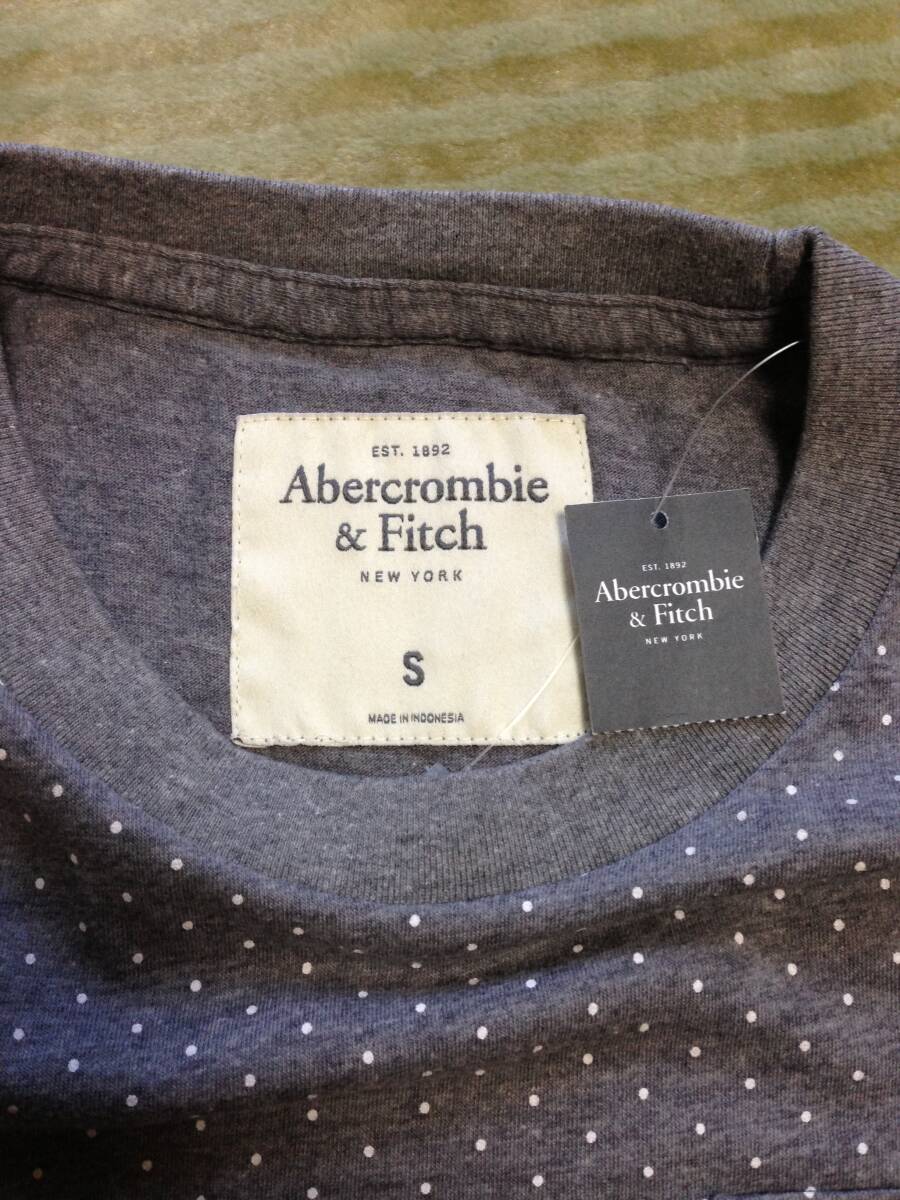 EST. 1892
Abercrombie
& Fitch
NEW YORK
S
MADE IN INDONESIA
EST. 1892
Abercrombie
& Fitch
NEW YORK